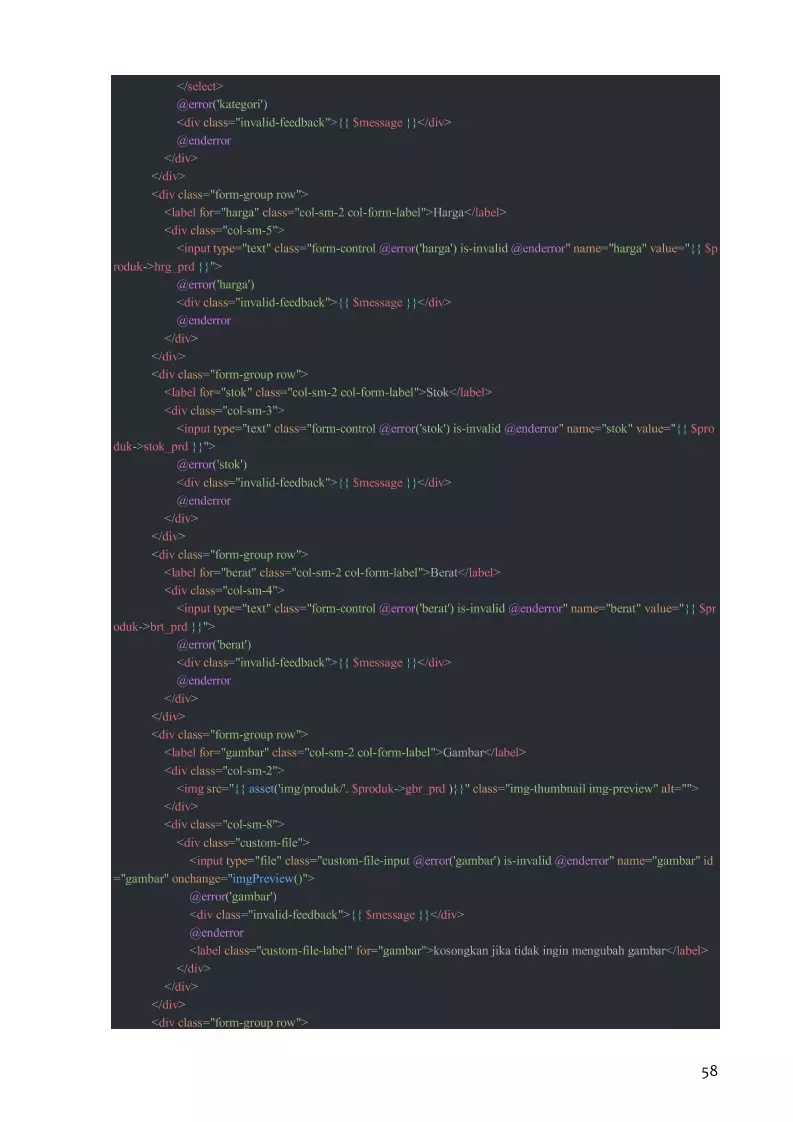 </select>
@error('kategori')
<div class="invalid-feedback">{{ $message }}</div>
@enderror
</div>
</div>
<div class="form-group row">
<label for="harga" class="col-sm-2 col-form-label">Harga</label>
<div class="col-sm-5">
<input type="text" class="form-control @error('harga') is-invalid @enderror" name="harga" value="{{ $p
roduk->hrg_prd }}">
@error('harga')
<div class="invalid-feedback">{{ $message }}</div>
@enderror
</div>
</div>
<div class="form-group row">
<label for="stok" class="col-sm-2 col-form-label">Stok</label>
<div class="col-sm-3">
<input type="text" class="form-control @error('stok') is-invalid @enderror" name="stok" value="{{ $pro
duk->stok_prd }}">
@error('stok')
<div class="invalid-feedback">{{ $message }}</div>
@enderror
</div>
</div>
<div class="form-group row">
<label for="berat" class="col-sm-2 col-form-label">Berat</label>
<div class="col-sm-4">
<input type="text" class="form-control @error('berat') is-invalid @enderror" name="berat" value="{{ $pr
oduk->brt_prd }}">
@error('berat')
<div class="invalid-feedback">{{ $message }}</div>
@enderror
</div>
</div>
<div class="form-group row">
<label for="gambar" class="col-sm-2 col-form-label">Gambar</label>
<div class="col-sm-2">
<img src="{{ asset('img/produk/'. $produk->gbr_prd )}}" class="img-thumbnail img-preview" alt="">
</div>
<div class="col-sm-8">
<div class="custom-file">
<input type="file" class="custom-file-input @error('gambar') is-invalid @enderror" name="gambar" id
="gambar" onchange="imgPreview()">
@error('gambar')
<div class="invalid-feedback">{{ $message }}</div>
@enderror
<label class="custom-file-label" for="gambar">kosongkan jika tidak ingin mengubah gambar</label>
</div>
</div>
</div>
<div class="form-group row">
58